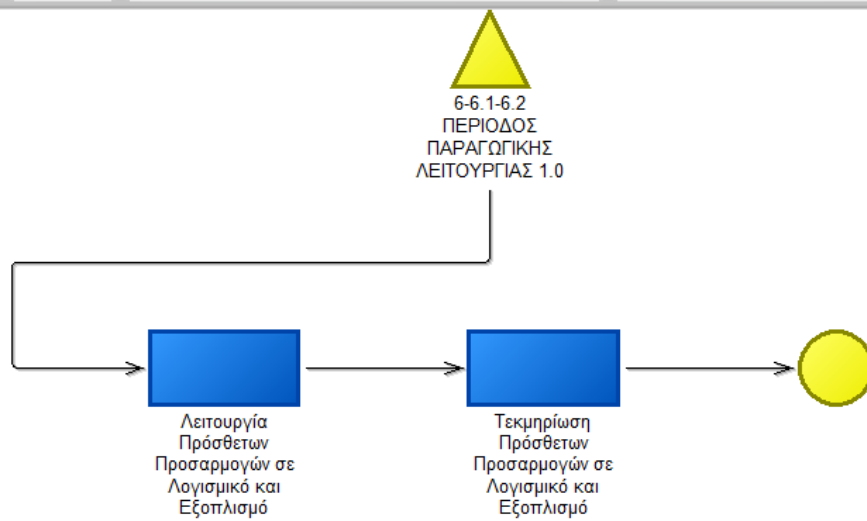 6-6.1-6.2
ΠΕΡΙΟΔΟΣ
ΠΑΡΑΓΩΓΙΚΗΣ
ΛΕΙΤΟΥΡΓΙΑΣ 1.0
Λειτουργία
Πρόσθετων
Προσαρμογών σε
Λογισμικό και
Εξοπλισμό
Τεκμηρίωση
Πρόσθετων
Προσαρμογών σε
Λογισμικό και
Εξοπλισμό